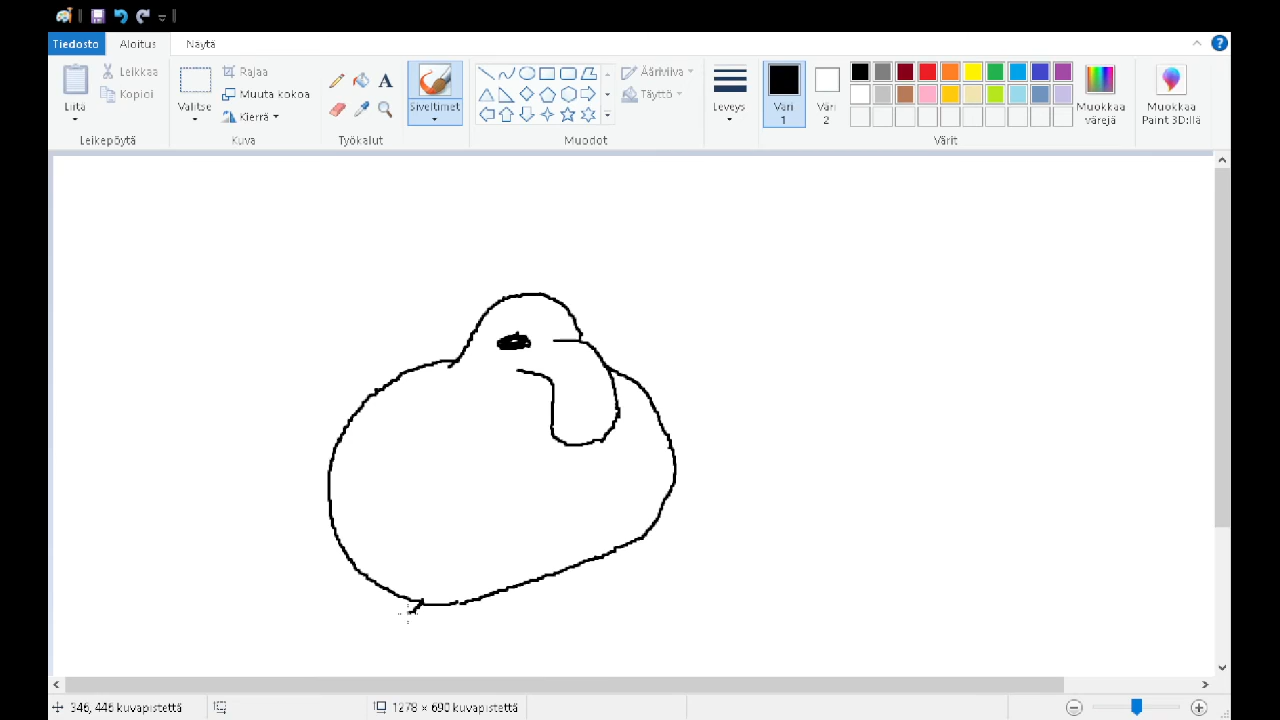 Tiedosto Aloitus Näytä
Liitä Leikkaa Kopioi
Leikepöytä
Valitse Rajaa Muuta kokoa Kierrä
Kuva
A
Työkalut
Siveltimet
Ääriviiva Täyttö
Muodot
Leveys
Väri 1
Väri 2
Muokkaa värejä
Värit
Muokkaa Paint 3D:llä
?
346, 446 kuvapistettä
1278 × 690 kuvapistettä